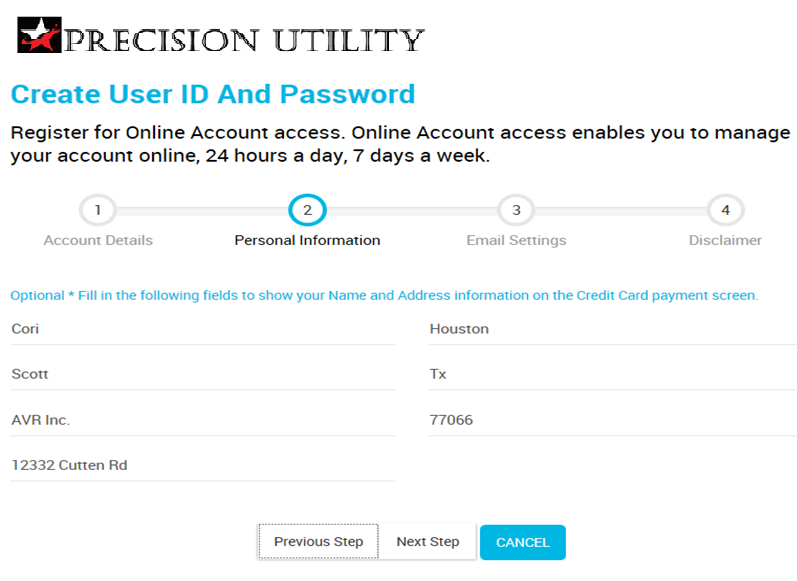 PRECISION UTILITY
Create User ID And Password
Register for Online Account access. Online Account access enables you to manage
your account online, 24 hours a day, 7 days a week.
1 2 3 4
Account Details Personal Information Email Settings Disclaimer
Optional * Fill in the following fields to show your Name and Address information on the Credit Card payment screen.
Cori Houston
Scott Tx
AVR Inc. 77066
12332 Cutten Rd
Previous Step Next Step CANCEL